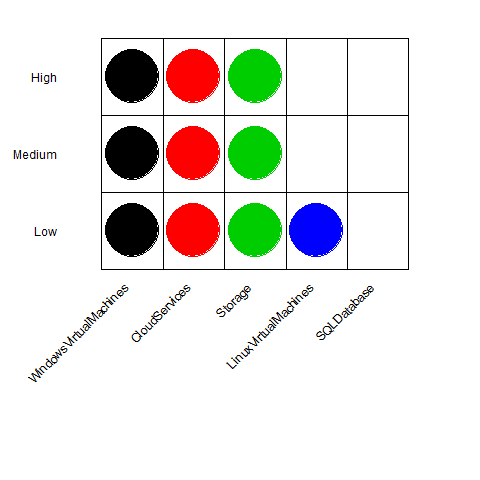 High
Medium
Low
WindowsVirtualMachines
CloudServices
Storage
LinuxVirtualMachines
SQLDatabase